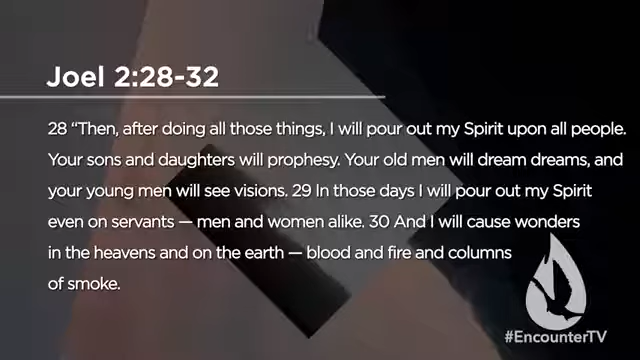 Joel 2:28-32
28 “Then, after doing all those things, I will pour out my Spirit upon all people.
Your sons and daughters will prophesy. Your old men will dream dreams, and
your young men will see visions. 29 In those days I will pour out my Spirit
even on servants — men and women alike. 30 And I will cause wonders
in the heavens and on the earth — blood and fire and columns
of smoke.
#EncounterTV